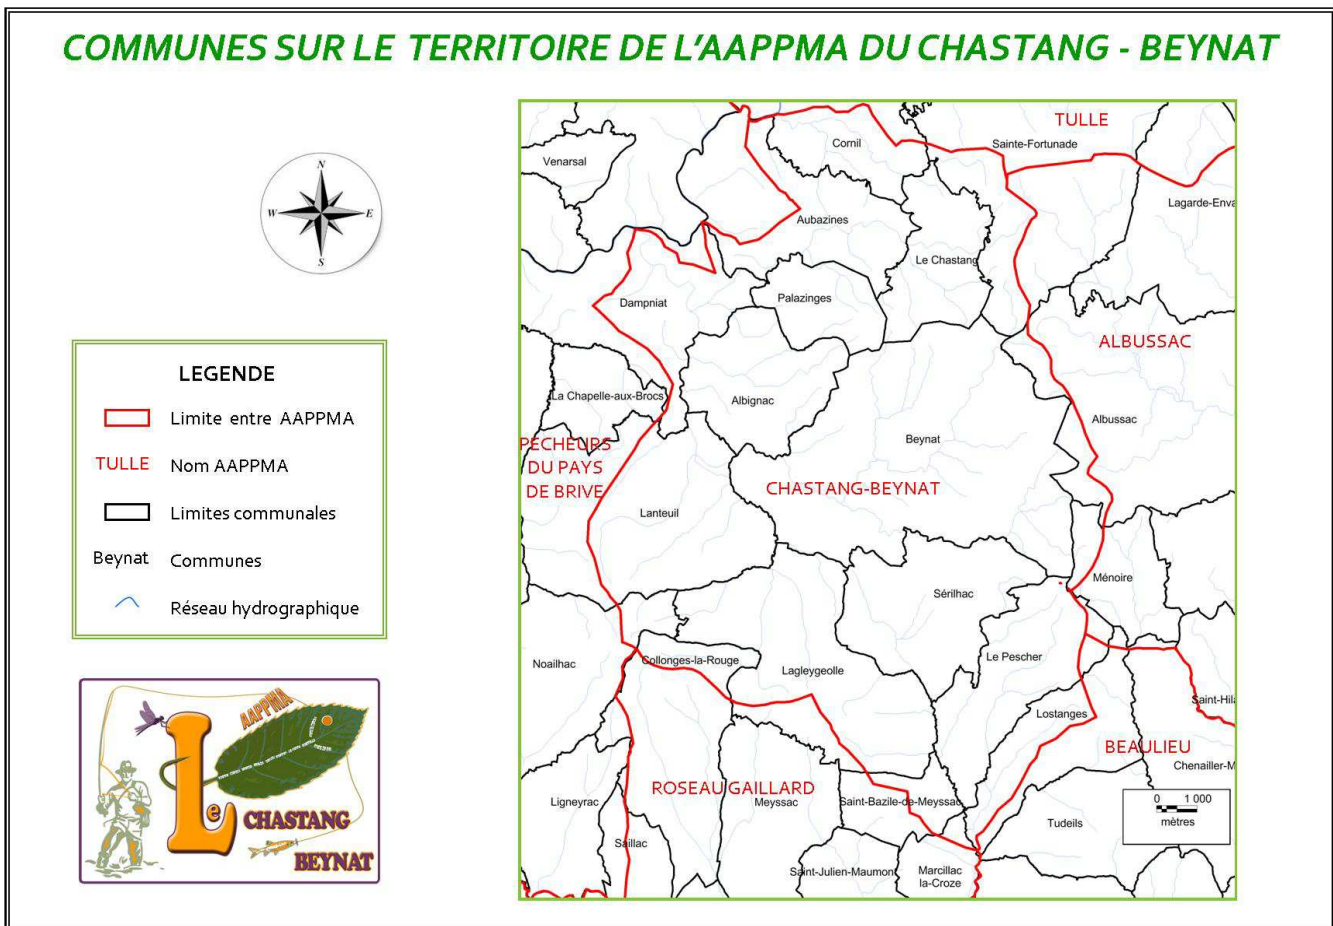 COMMUNES SUR LE TERRITOIRE DE L'AAPPMA DU CHASTANG - BEYNAT
N
W
E
S
LEGENDE
Limite entre AAPPMA
TULLE Nom AAPPMA
Limites communales
Beynat Communes
Réseau hydrographique
AAPPMA
Le
CHASTANG
BEYNAT
TULLE
Cornil
Sainte-Fortunade
Venarsal
Lagarde-Enva
Aubazines
Le Chastang
Dampniat
Palazinges
ALBUSSAC
La Chapelle-aux-Brocs
Albignac
Albussac
Beynat
PECHEURS
DU PAYS
DE BRIVE
CHASTANG-BEYNAT
Lanteuil
Ménoire
Sérilhac
Noailhac
Collonges-la-Rouge
Lagleygeolle
Le Pescher
Saint-Hila
Lostanges
BEAULIEU
Chenailler-M
ROSEAU GAILLARD
Ligneyrac
Meyssac
Saint-Bazile-de-Meyssac
0 1 000
mètres
Tudeils
Saillac
Saint-Julien-Maumont
Marcillac
la-Croze